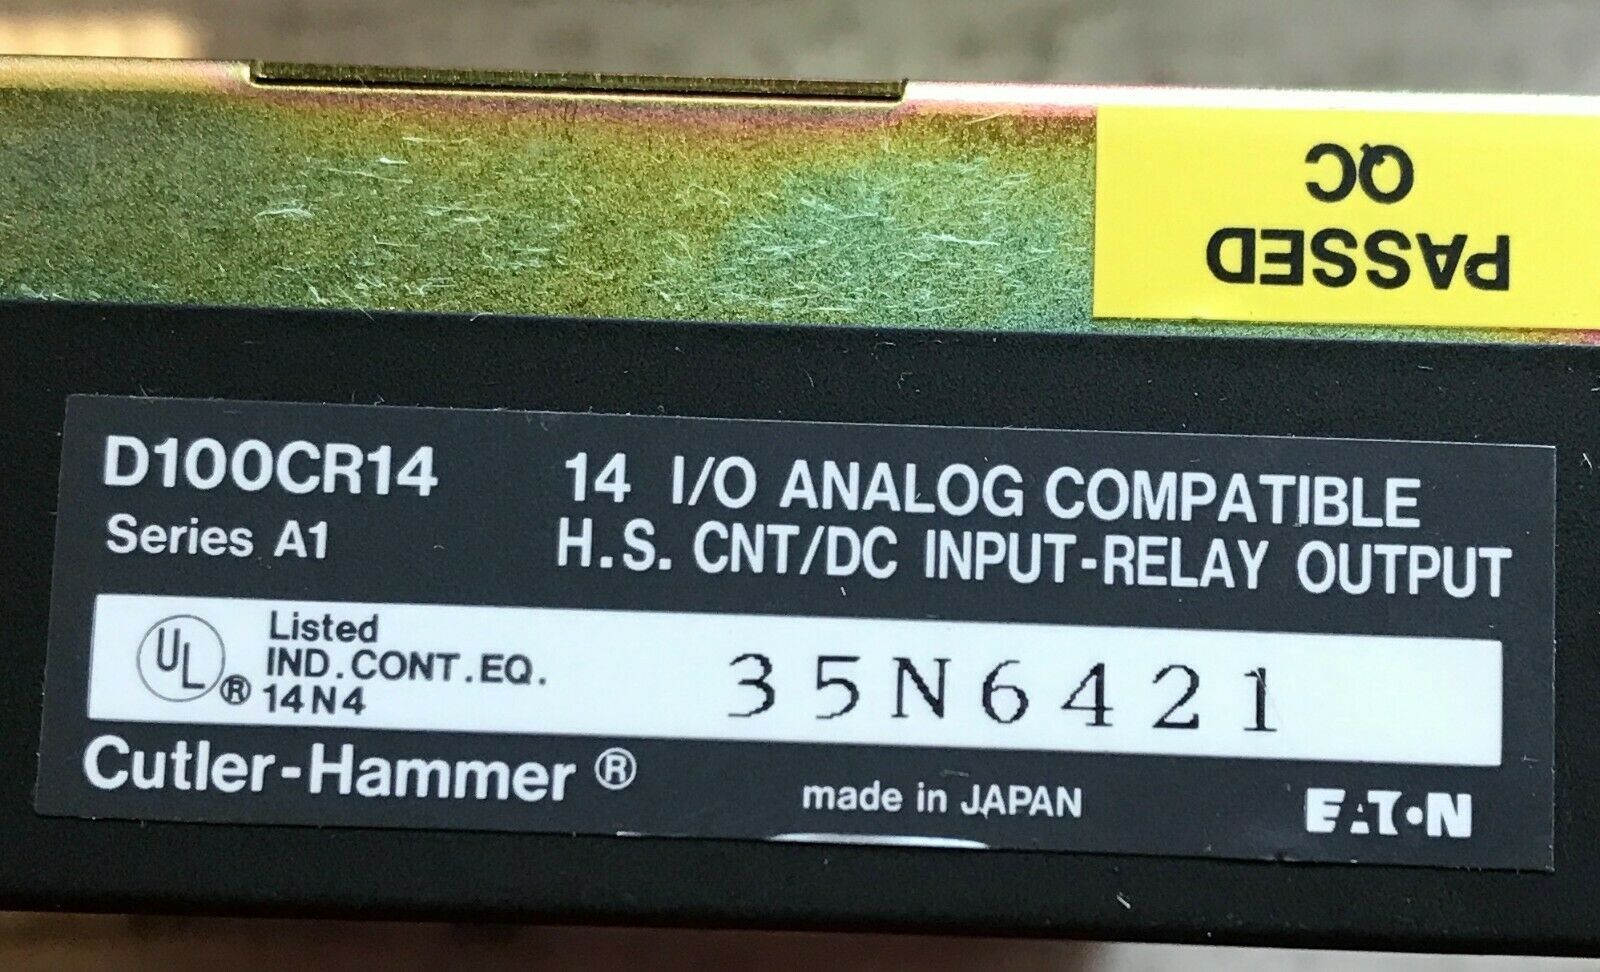 PASSED
QC
D100CR14
Series A1
14 I/O ANALOG COMPATIBLE
H.S. CNT/DC INPUT-RELAY OUTPUT
UL ®
Listed
IND.CONT.EQ.
14N4
35N6421
Cutler-Hammer ®
made in JAPAN
EATON